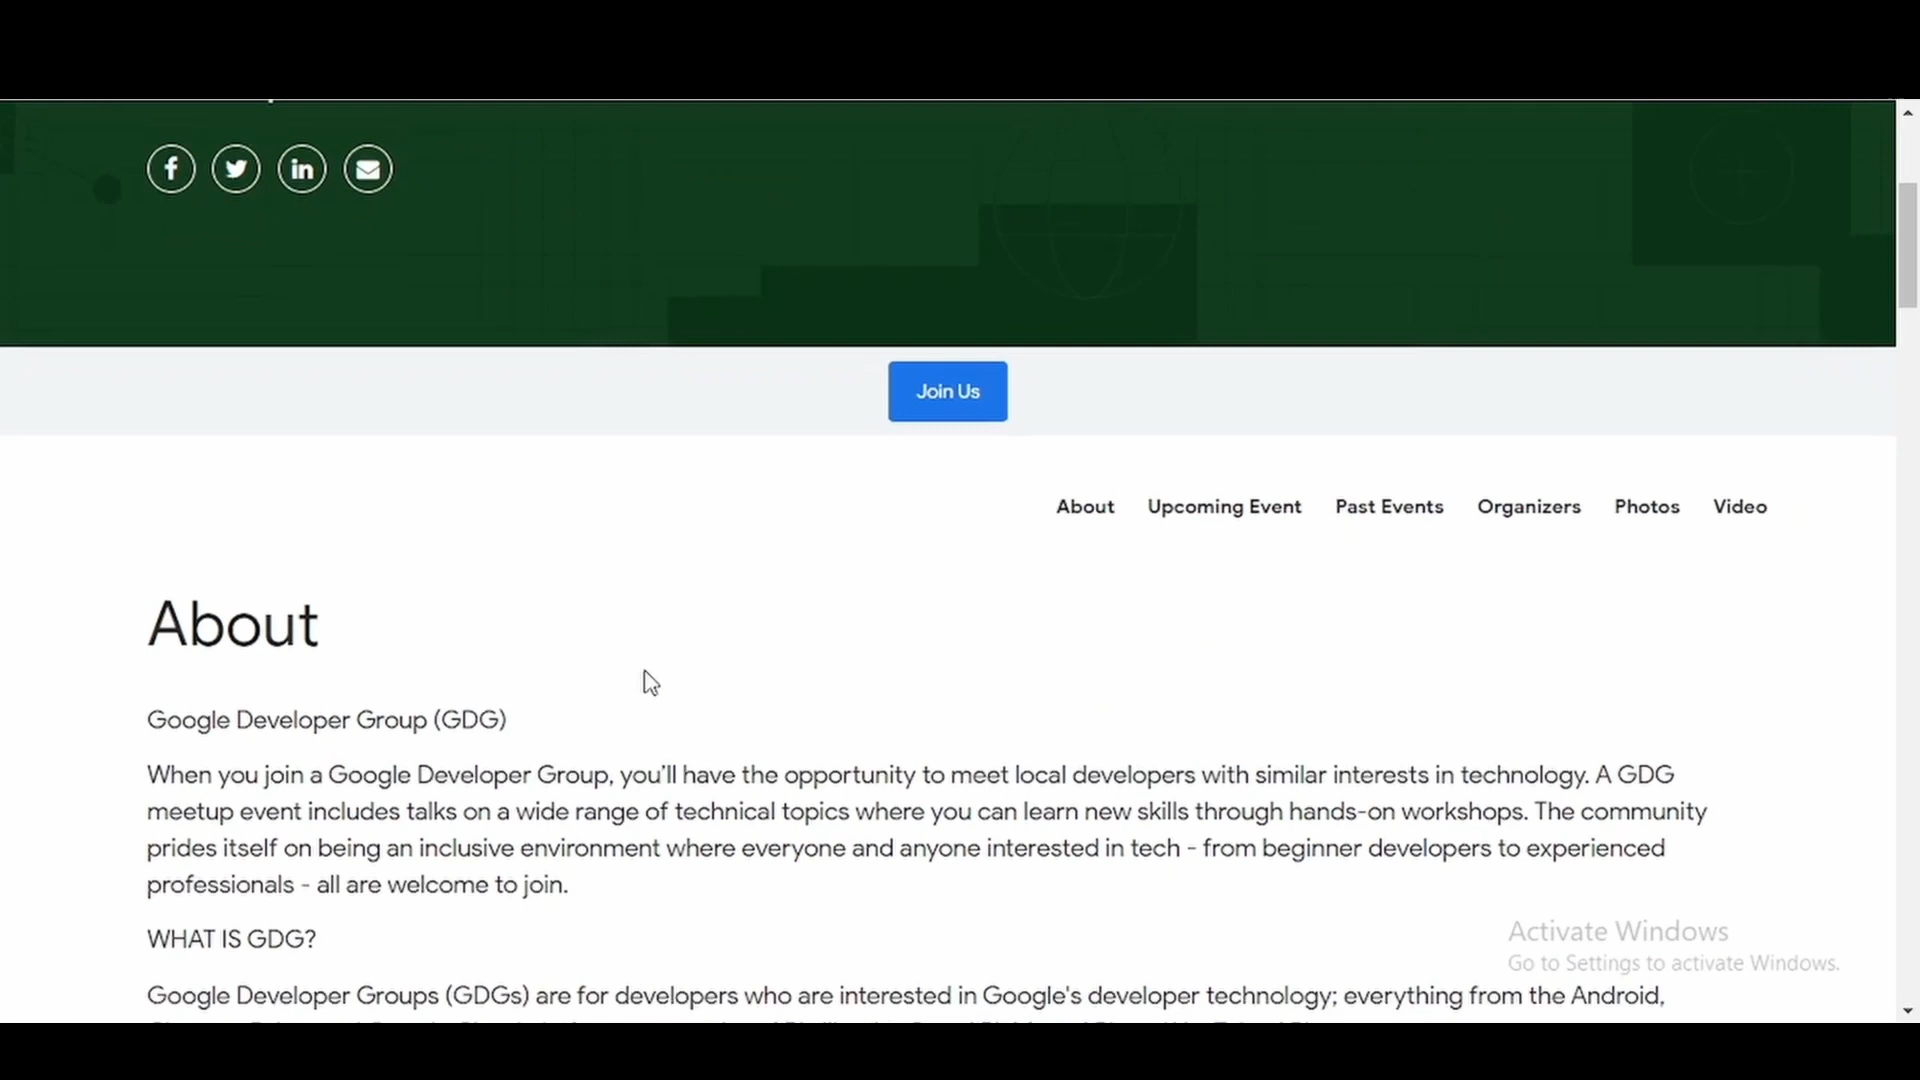 Join Us
About Upcoming Event Past Events Organizers Photos Video
About
Google Developer Group (GDG)
When you join a Google Developer Group, you'll have the opportunity to meet local developers with similar interests in technology. A GDG
meetup event includes talks on a wide range of technical topics where you can learn new skills through hands-on workshops. The community
prides itself on being an inclusive environment where everyone and anyone interested in tech - from beginner developers to experienced
professionals - all are welcome to join.
WHAT IS GDG?
Activate Windows
Go to Settings to activate Windows.
Google Developer Groups (GDGs) are for developers who are interested in Google's developer technology; everything from the Android,